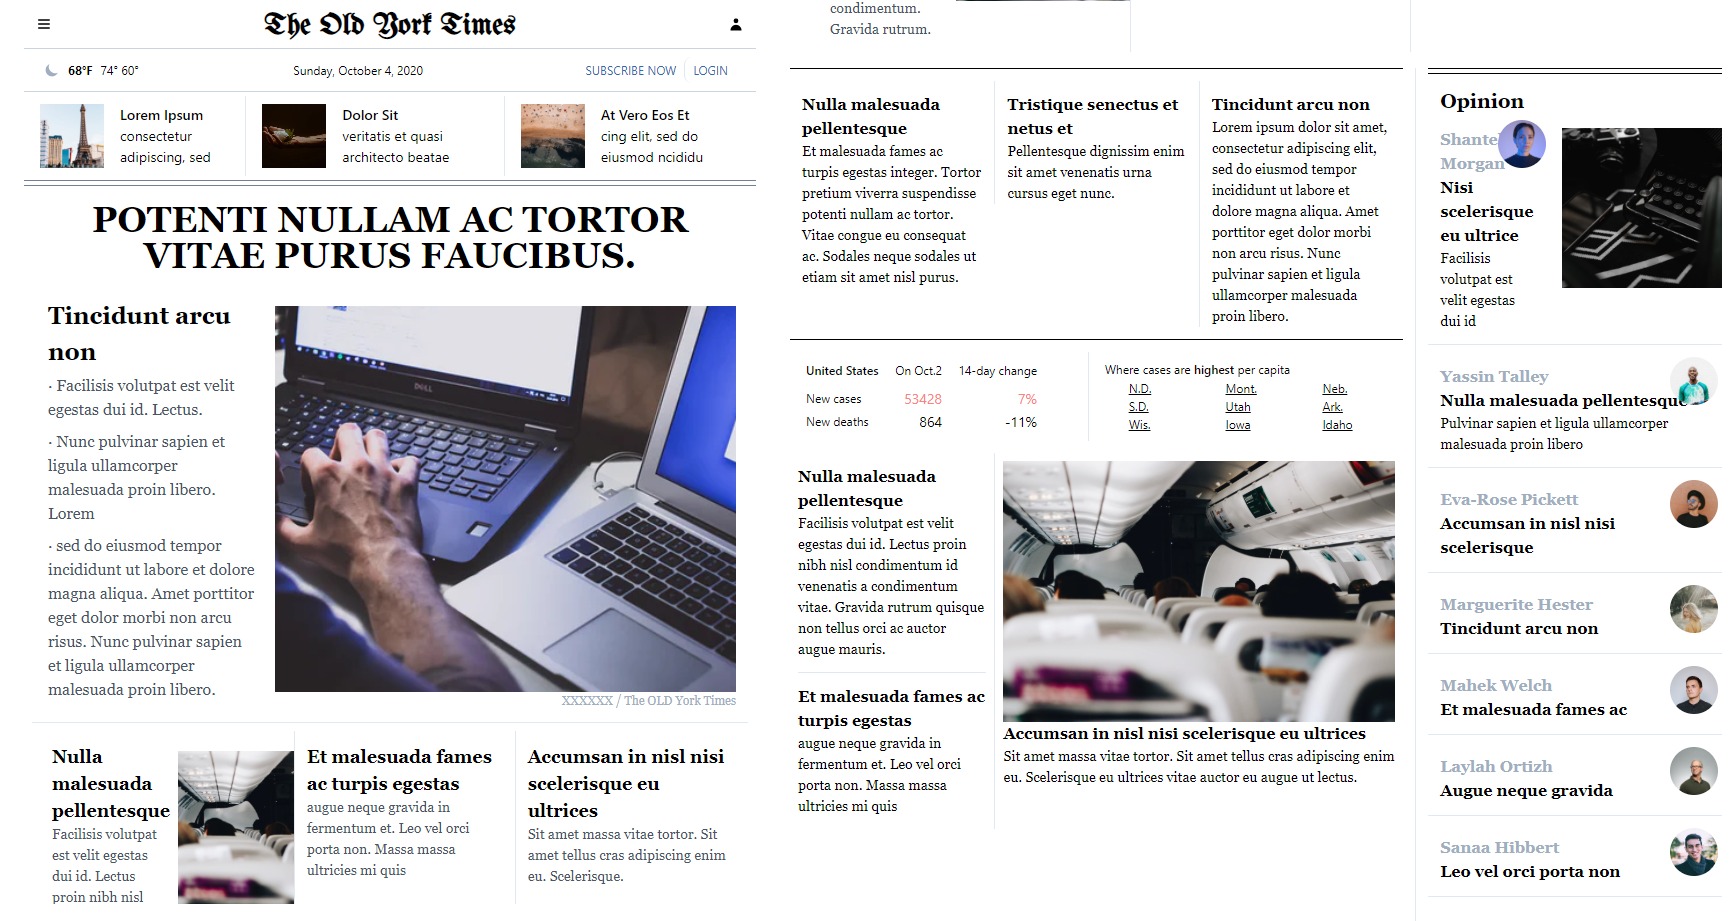 The Old York Times
68°F 74° 60°
Sunday, October 4, 2020
SUBSCRIBE NOW
LOGIN
Lorem Ipsum
consectetur
adipiscing, sed
Dolor Sit
veritatis et quasi
architecto beatae
At Vero Eos Et
cing elit, sed do
eiusmod ncididu
POTENTI NULLAM AC TORTOR
VITAE PURUS FAUCIBUS.
Tincidunt arcu
non
· Facilisis volutpat est velit
egestas dui id. Lectus.
· Nunc pulvinar sapien et
ligula ullamcorper
malesuada proin libero.
Lorem
· sed do eiusmod tempor
incididunt ut labore et dolore
magna aliqua. Amet porttitor
eget dolor morbi non arcu
risus. Nunc pulvinar sapien
et ligula ullamcorper
malesuada proin libero.
DELL
XXXXXX / The OLD York Times
Nulla
malesuada
pellentesque
Facilisis volutpat
est velit egestas
dui id. Lectus
proin nibh nisl
Et malesuada fames
ac turpis egestas
augue neque gravida in
fermentum et. Leo vel orci
porta non. Massa massa
ultricies mi quis
Accumsan in nisl nisi
scelerisque eu
ultrices
Sit amet massa vitae tortor. Sit
amet tellus cras adipiscing enim
eu. Scelerisque.
condimentum.
Gravida rutrum.
Nulla malesuada
pellentesque
Et malesuada fames ac
turpis egestas integer. Tortor
pretium viverra suspendisse
potenti nullam ac tortor.
Vitae congue eu consequat
ac. Sodales neque sodales ut
etiam sit amet nisl purus.
Tristique senectus et
netus et
Pellentesque dignissim enim
sit amet venenatis urna
cursus eget nunc.
Tincidunt arcu non
Lorem ipsum dolor sit amet,
consectetur adipiscing elit,
sed do eiusmod tempor
incididunt ut labore et
dolore magna aliqua. Amet
porttitor eget dolor morbi
non arcu risus. Nunc
pulvinar sapien et ligula
ullamcorper malesuada
proin libero.
United States On Oct.2 14-day change
New cases 53428 7%
New deaths 864 -11%
Where cases are highest per capita
N.D. Mont. Neb.
S.D. Utah Ark.
Wis. Iowa Idaho
Nulla malesuada
pellentesque
Facilisis volutpat est velit
egestas dui id. Lectus proin
nibh nisl condimentum id
venenatis a condimentum
vitae. Gravida rutrum quisque
non tellus orci ac auctor
augue mauris.
Et malesuada fames ac
turpis egestas
augue neque gravida in
fermentum et. Leo vel orci
porta non. Massa massa
ultricies mi quis
Accumsan in nisl nisi scelerisque eu ultrices
Sit amet massa vitae tortor. Sit amet tellus cras adipiscing enim
eu. Scelerisque eu ultrices vitae auctor eu augue ut lectus.
Opinion
Shante
Morgan
Nisi
scelerisque
eu ultrice
Facilisis
volutpat est
velit egestas
dui id
Yassin Talley
Nulla malesuada pellentesque
Pulvinar sapien et ligula ullamcorper
malesuada proin libero
Eva-Rose Pickett
Accumsan in nisl nisi
scelerisque
Marguerite Hester
Tincidunt arcu non
Mahek Welch
Et malesuada fames ac
Laylah Ortizh
Augue neque gravida
Sanaa Hibbert
Leo vel orci porta non